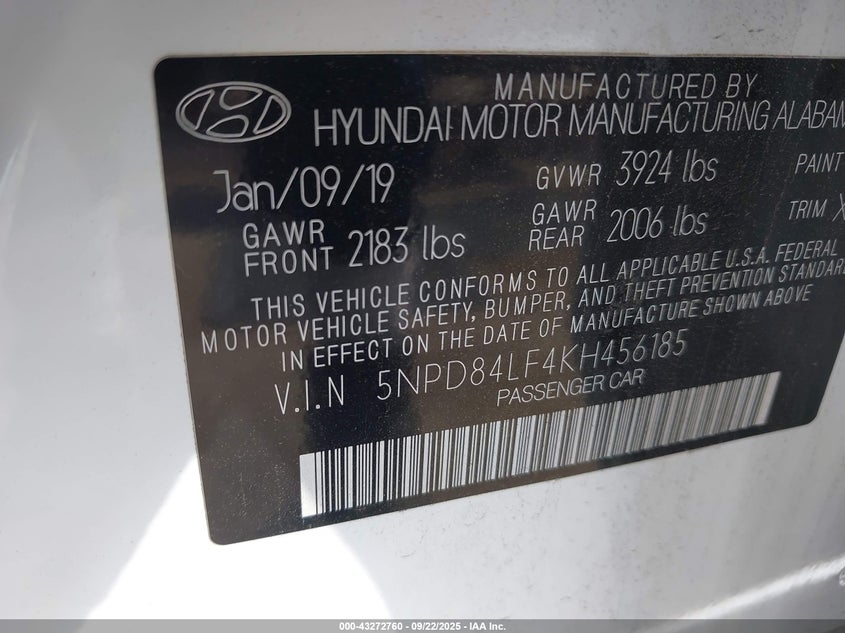 MANUFACTURED BY
HYUNDAI MOTOR MANUFACTURING ALABAM
Jan/09/19 GVWR 3924 lbs PAINT
GAWR FRONT 2183 lbs GAWR REAR 2006 lbs TRIM X
THIS VEHICLE CONFORMS TO ALL APPLICABLE U.S.A. FEDERAL
MOTOR VEHICLE SAFETY, BUMPER, AND THEFT PREVENTION STANDARD
IN EFFECT ON THE DATE OF MANUFACTURE SHOWN ABOVE
V.I.N 5NPD84LF4KH456185
PASSENGER CAR
000-43272760 - 09/22/2025 - IAA Inc.